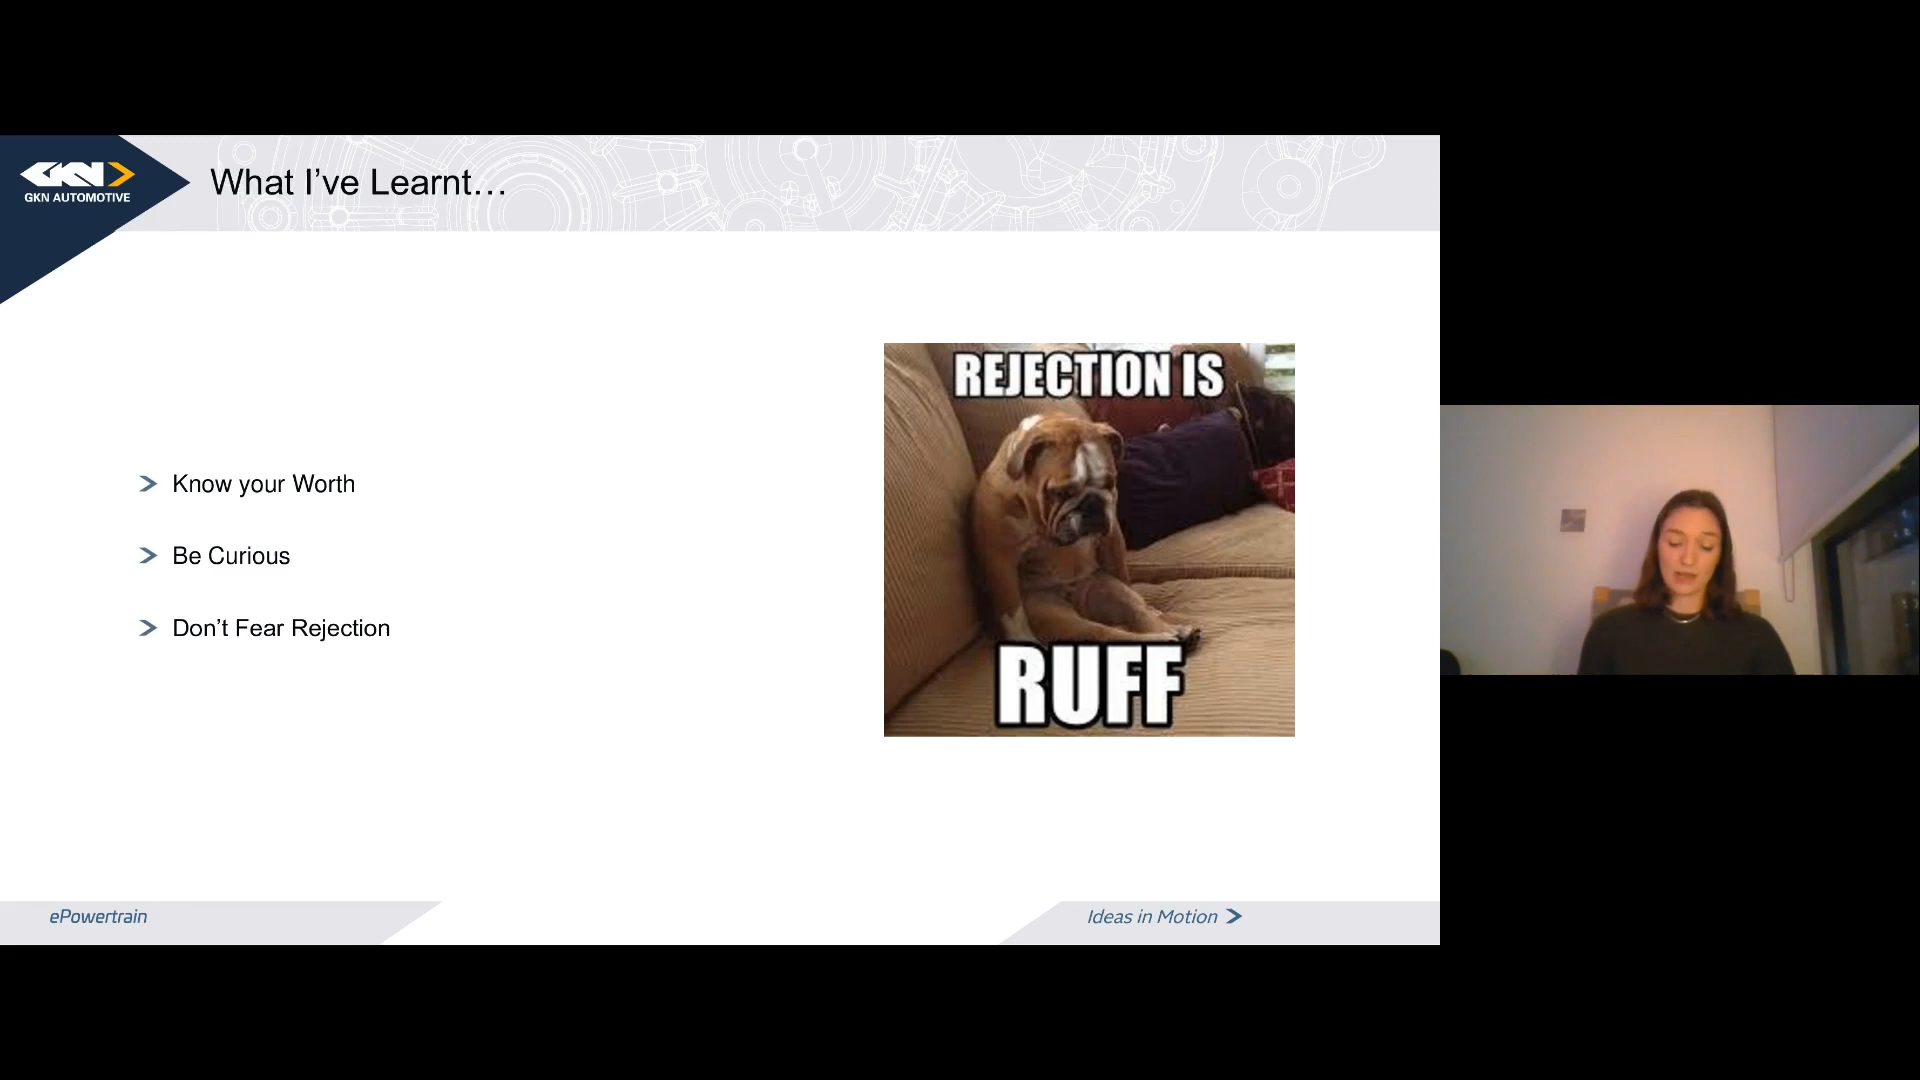 GKN
GKN AUTOMOTIVE
What I’ve Learnt…
Know your Worth
Be Curious
Don’t Fear Rejection
REJECTION IS
RUFF
ePowertrain
Ideas in Motion